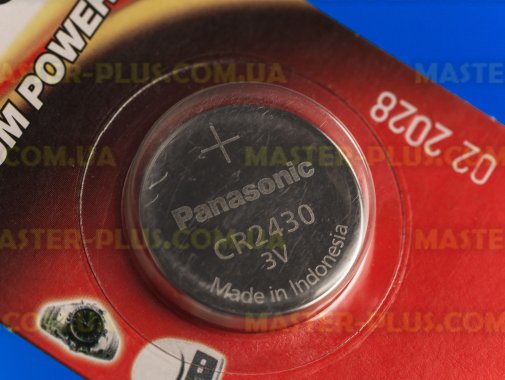 POWER
02 2028
+
Panasonic
CR2430
3V
Made in Indonesia
MASTER-PLUS.COM.UA
MASTER-PLUS.COM.UA
MASTER-PLUS.COM.UA